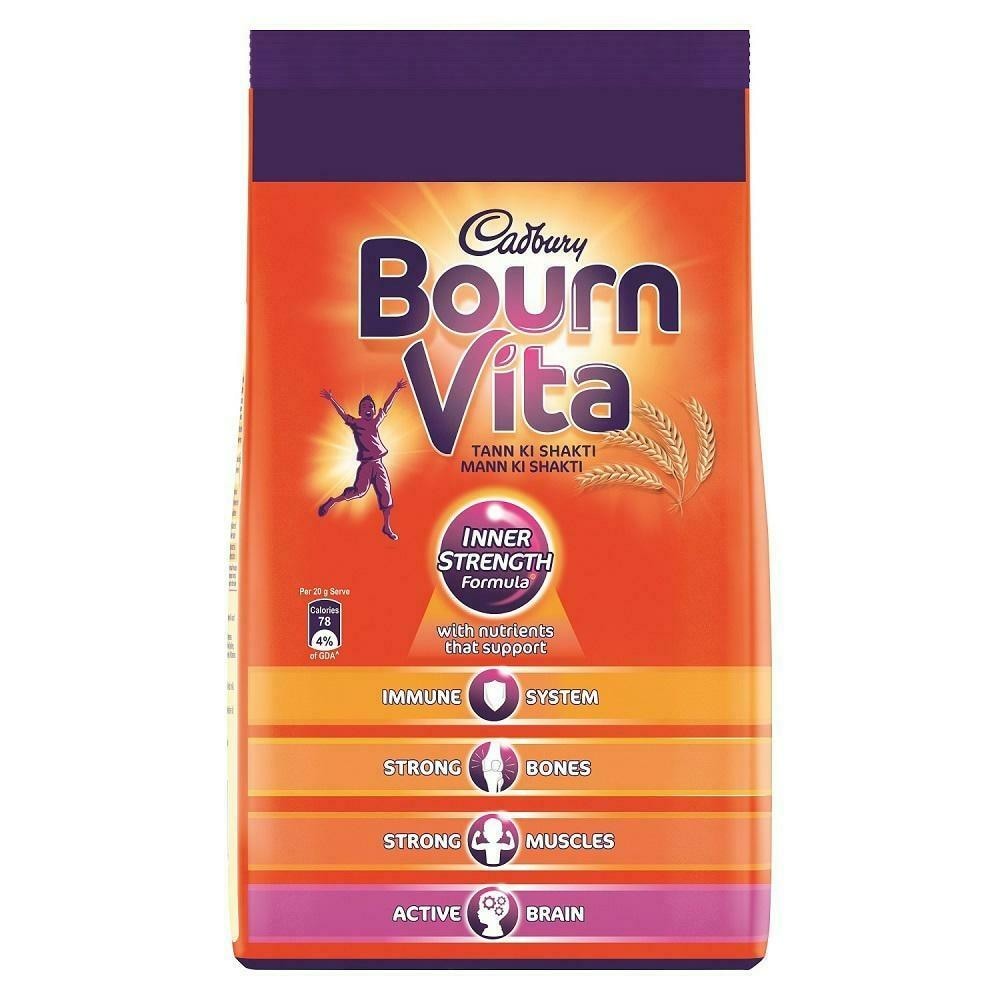 Cadbury
Bourn
Vita
TANN KI SHAKTI
MANN KI SHAKTI
INNER
STRENGTH
Formula
with nutrients
that support
Per 20 g Serve
Calories
78
4%
of GDA^
IMMUNE SYSTEM
STRONG BONES
STRONG MUSCLES
ACTIVE BRAIN